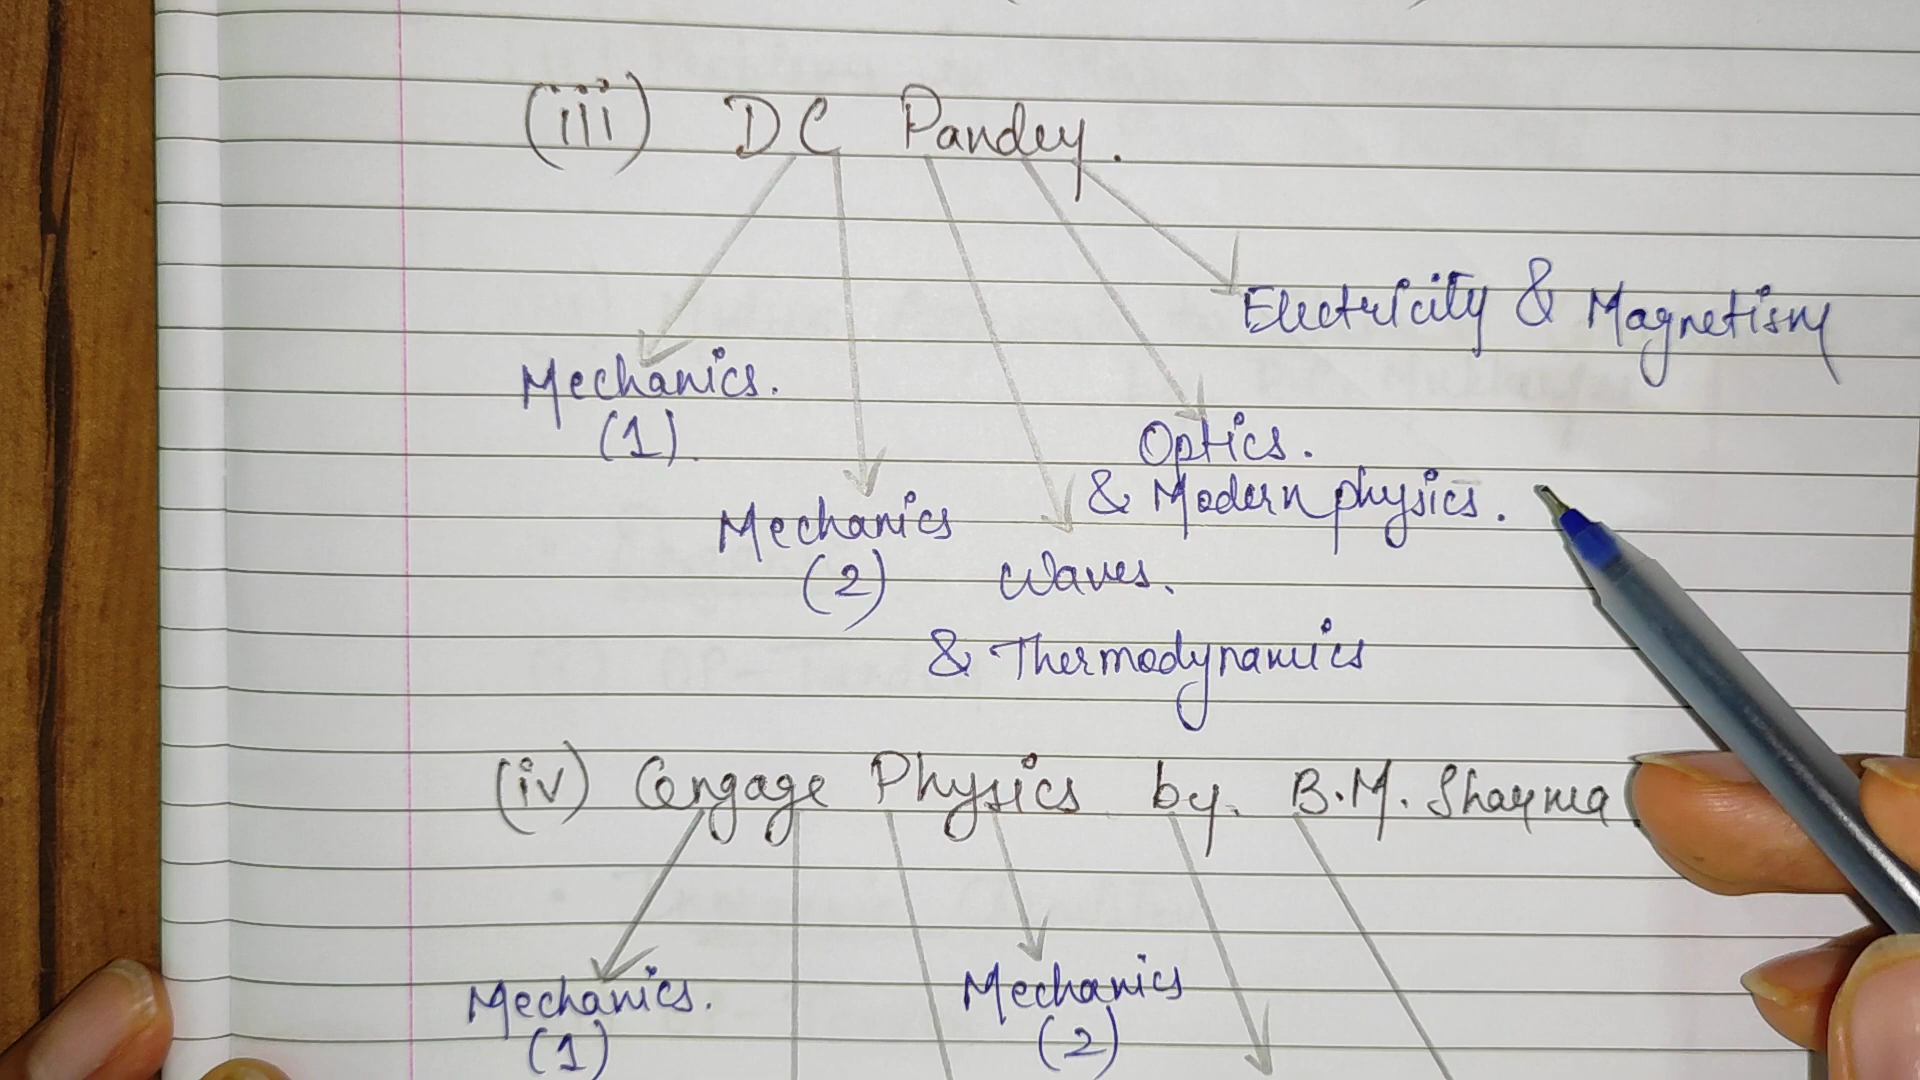 (iii) DC Pandey.
Electricity & Magnetism
Mechanics.
(1).
Optics.
& Modern physics.
Mechanics
(2)
Waves.
& Thermodynamics
(iv) Cengage Physics by. B.M. Sharma
Mechanics.
(1)
Mechanics
(2)